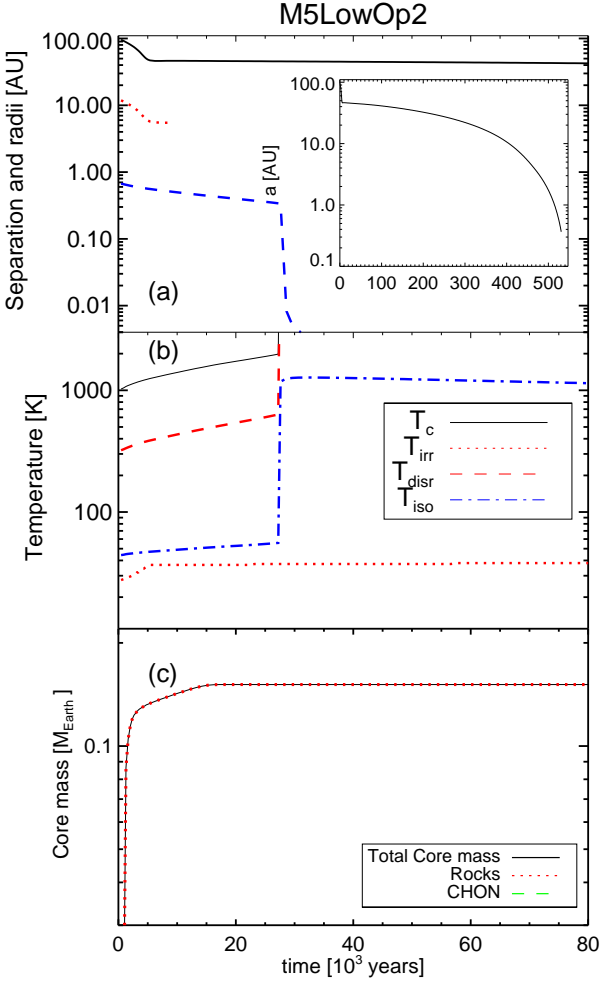 M5LowOp2
Separation and radii [AU]
100.00
10.00
1.00
0.10
0.01
(a)
a [AU]
100.0
10.0
1.0
0.1
0 100 200 300 400 500
Temperature [K]
1000
100
(b)
T_c
T_irr
T_disr
T_iso
Core mass [M_Earth]
0.1
(c)
Total Core mass
Rocks
CHON
0 20 40 60 80
time [10³ years]